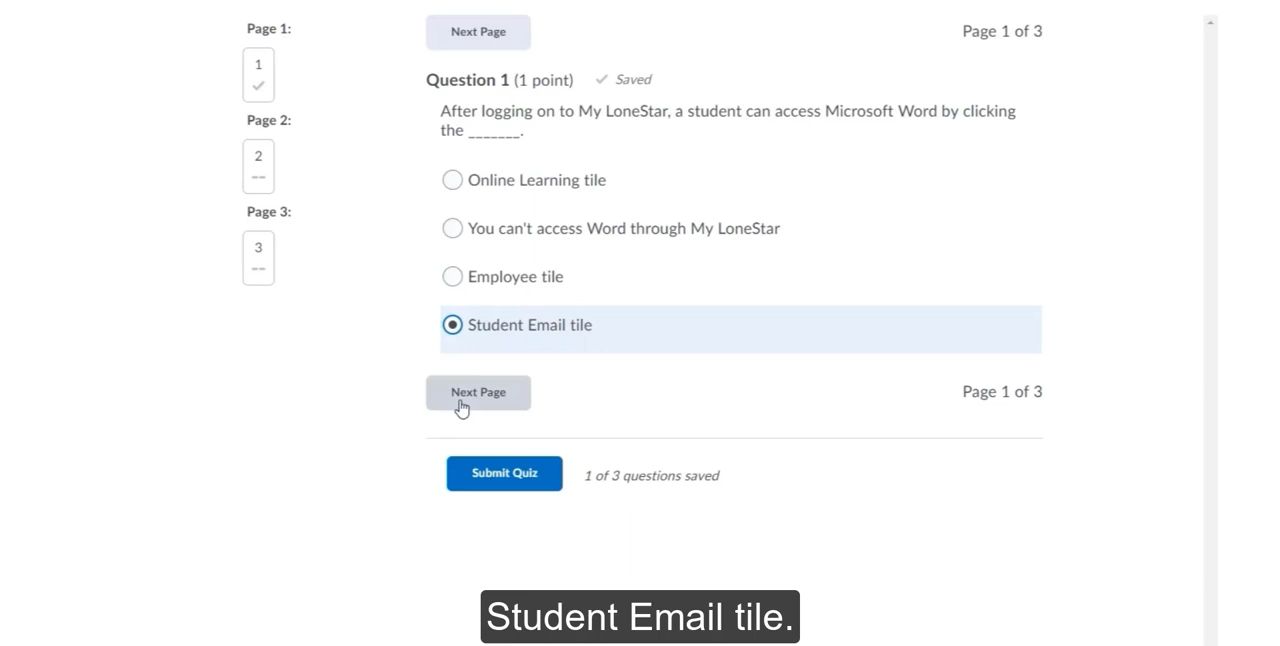 Page 1:
1
Page 2:
2
--
Page 3:
3
--
Next Page
Page 1 of 3
Question 1 (1 point) Saved
After logging on to My LoneStar, a student can access Microsoft Word by clicking
the _______.
Online Learning tile
You can't access Word through My LoneStar
Employee tile
Student Email tile
Next Page
Page 1 of 3
Submit Quiz
1 of 3 questions saved
Student Email tile.